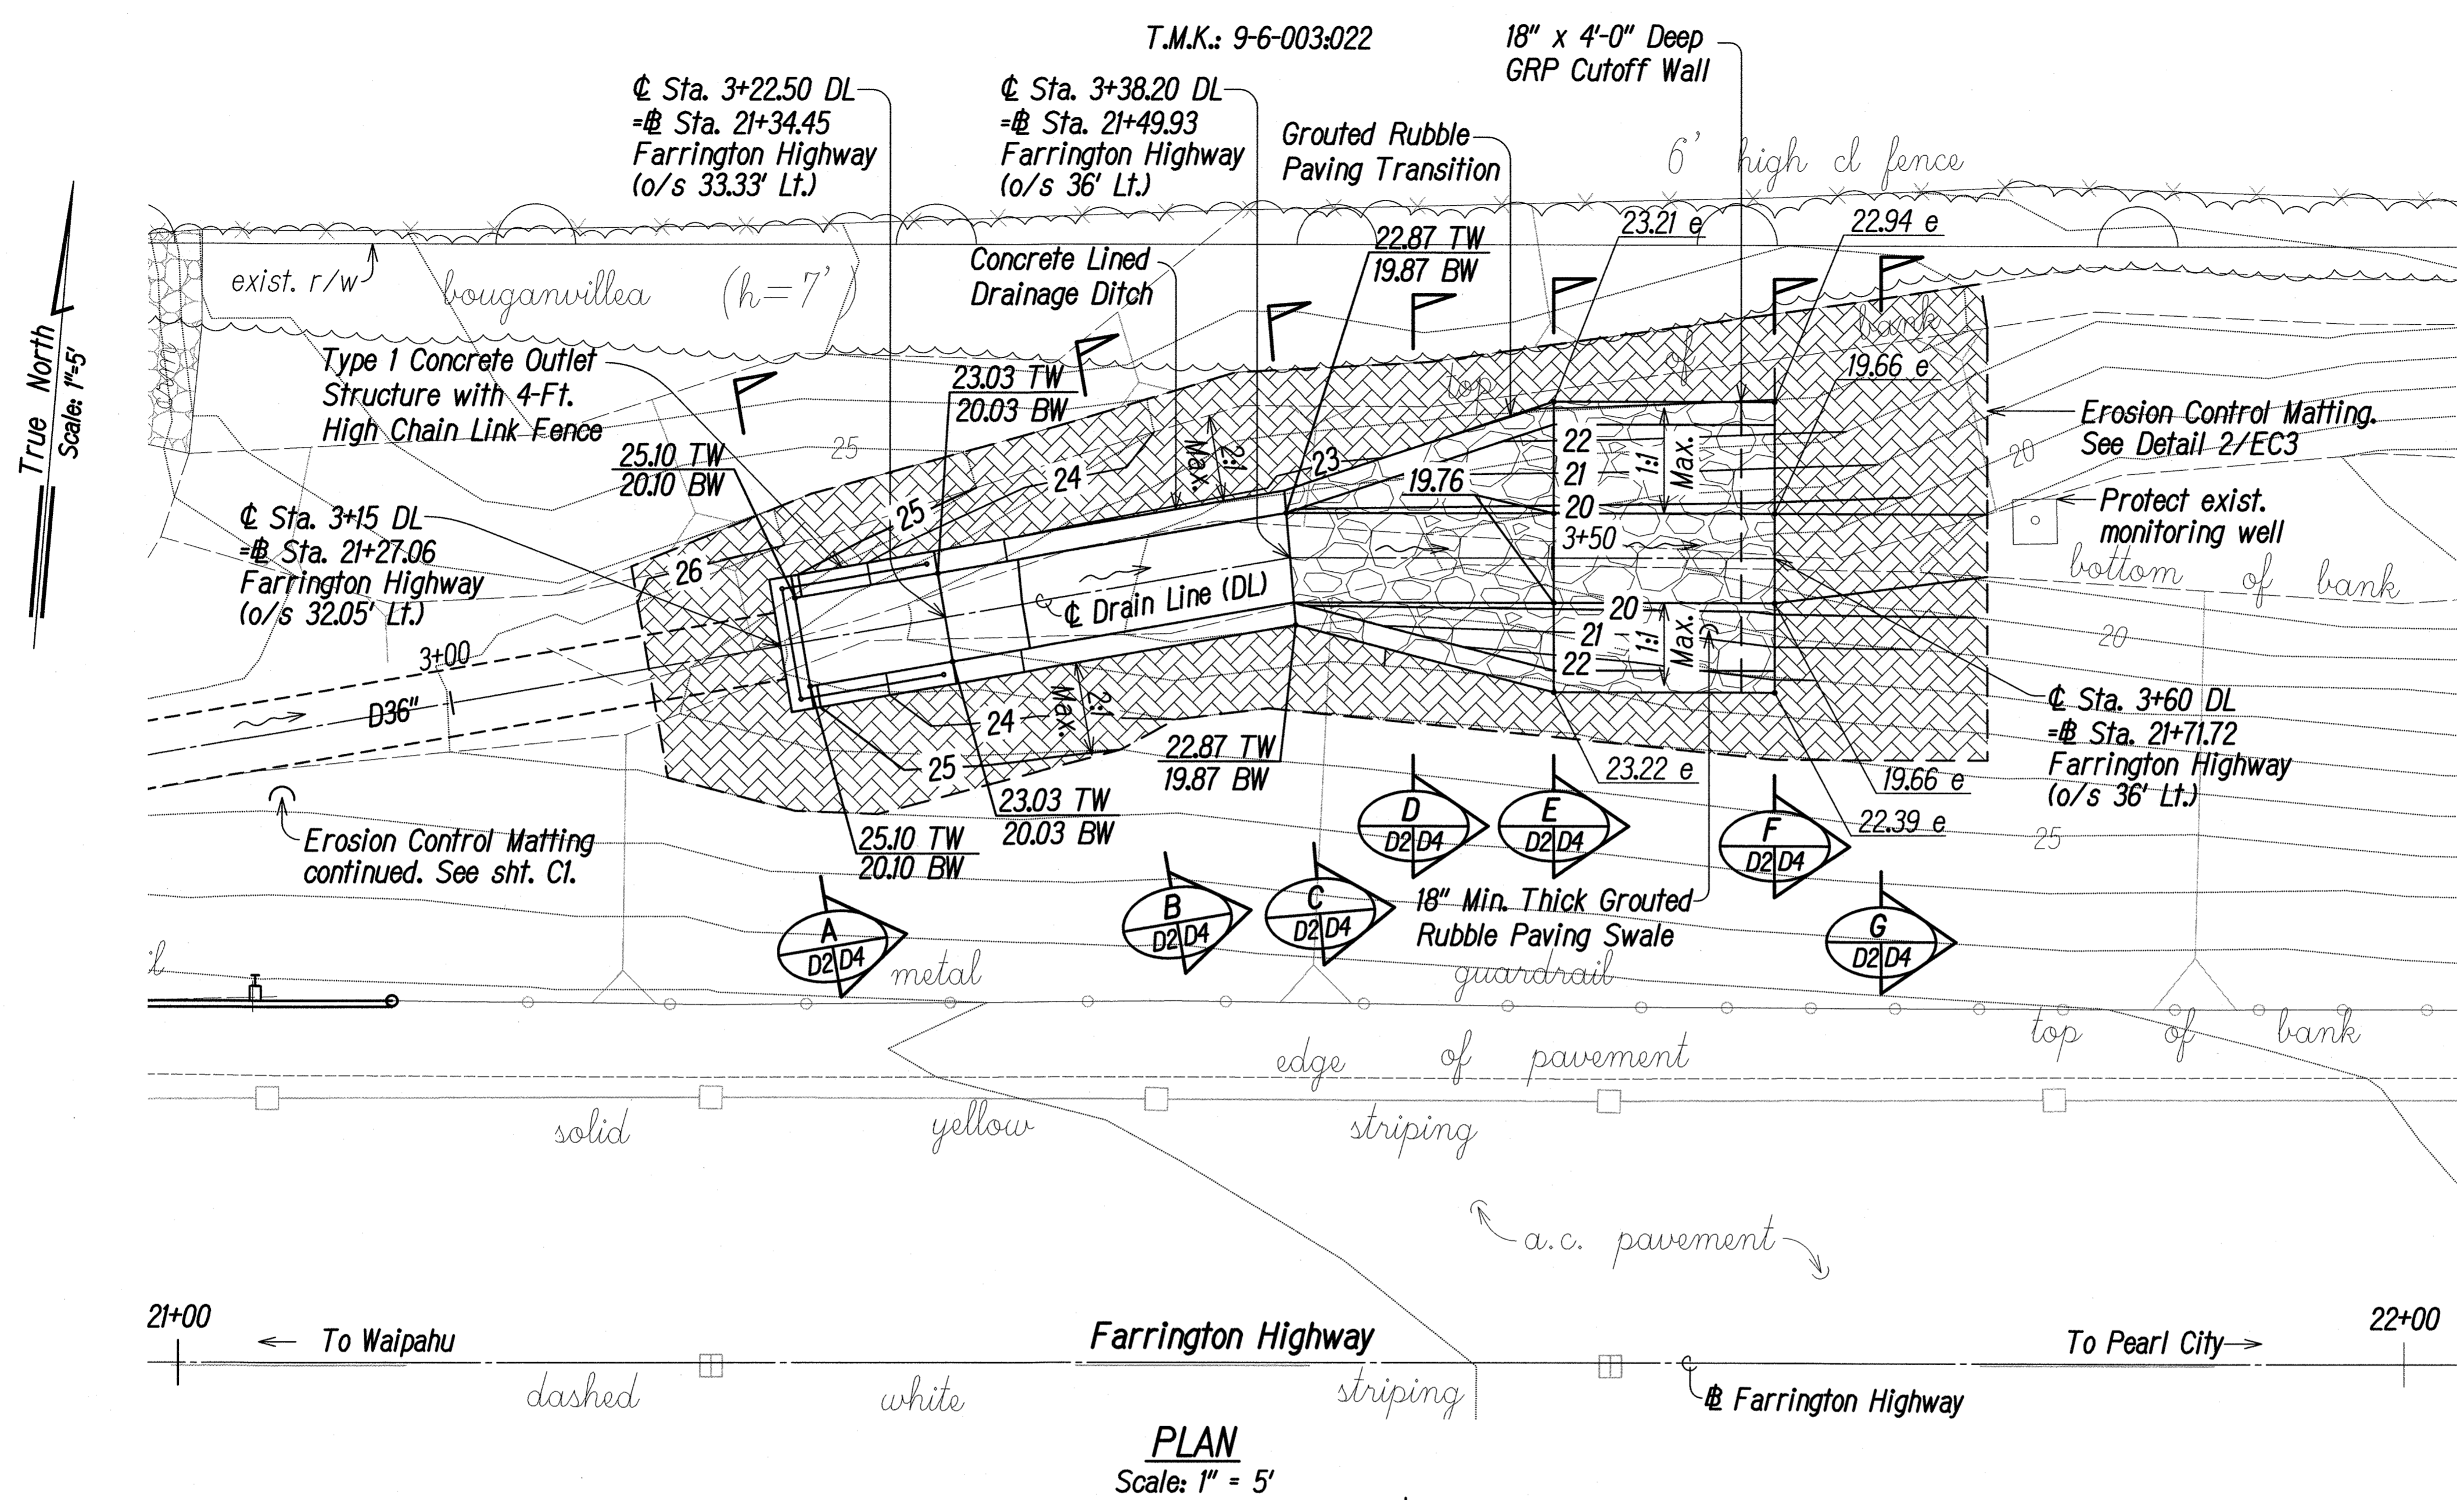 T.M.K.: 9-6-003:022
18" x 4'-0" Deep
GRP Cutoff Wall
℄ Sta. 3+22.50 DL
=B̵L Sta. 21+34.45
Farrington Highway
(o/s 33.33' Lt.)
℄ Sta. 3+38.20 DL
=B̵L Sta. 21+49.93
Farrington Highway
(o/s 36' Lt.)
Grouted Rubble
Paving Transition
6' high cl fence
True North
Scale: 1"=5'
exist. r/w
bouganvillea (h=7')
Concrete Lined
Drainage Ditch
22.87 TW
19.87 BW
23.21 e
22.94 e
top of bank
19.66 e
Type 1 Concrete Outlet
Structure with 4-Ft.
High Chain Link Fence
23.03 TW
20.03 BW
25
25.10 TW
20.10 BW
Erosion Control Matting.
See Detail 2/EC3
20
Protect exist.
monitoring well
bottom of bank
20
℄ Sta. 3+15 DL
=B̵L Sta. 21+27.06
Farrington Highway
(o/s 32.05' Lt.)
26
25
24
2:1
Max.
23
19.76
22
21
20
1:1
Max.
3+50
20
21
22
1:1
Max.
℄ Drain Line (DL)
3+00
D36"
24
25
2:1
Max.
22.87 TW
19.87 BW
23.03 TW
20.03 BW
25.10 TW
20.10 BW
23.22 e
19.66 e
22.39 e
℄ Sta. 3+60 DL
=B̵L Sta. 21+71.72
Farrington Highway
(o/s 36' Lt.)
25
Erosion Control Matting
continued. See sht. C1.
A
D2 D4
B
D2 D4
C
D2 D4
D
D2 D4
E
D2 D4
F
D2 D4
G
D2 D4
18" Min. Thick Grouted
Rubble Paving Swale
metal guardrail
top of bank
edge of pavement
solid yellow striping
a.c. pavement
21+00
To Waipahu
Farrington Highway
To Pearl City
22+00
dashed white striping
B̵L Farrington Highway
PLAN
Scale: 1" = 5'